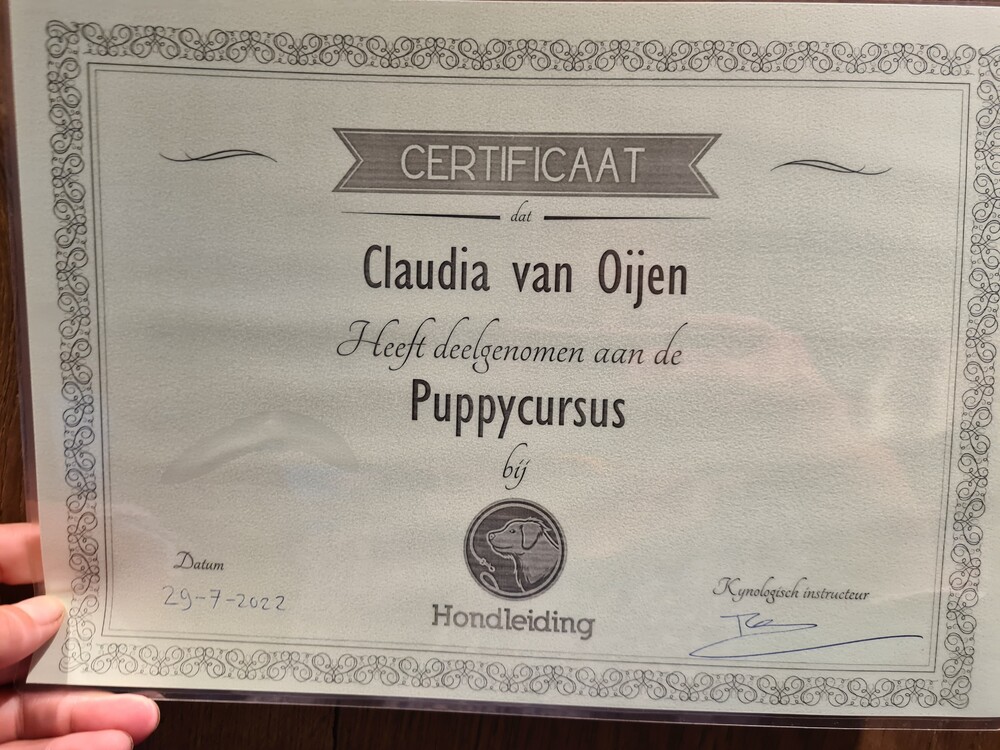 CERTIFICAAT
dat
Claudia van Oijen
Heeft deelgenomen aan de
Puppycursus
bij
Hondleiding
Datum
29-7-2022
Kynologisch instructeur